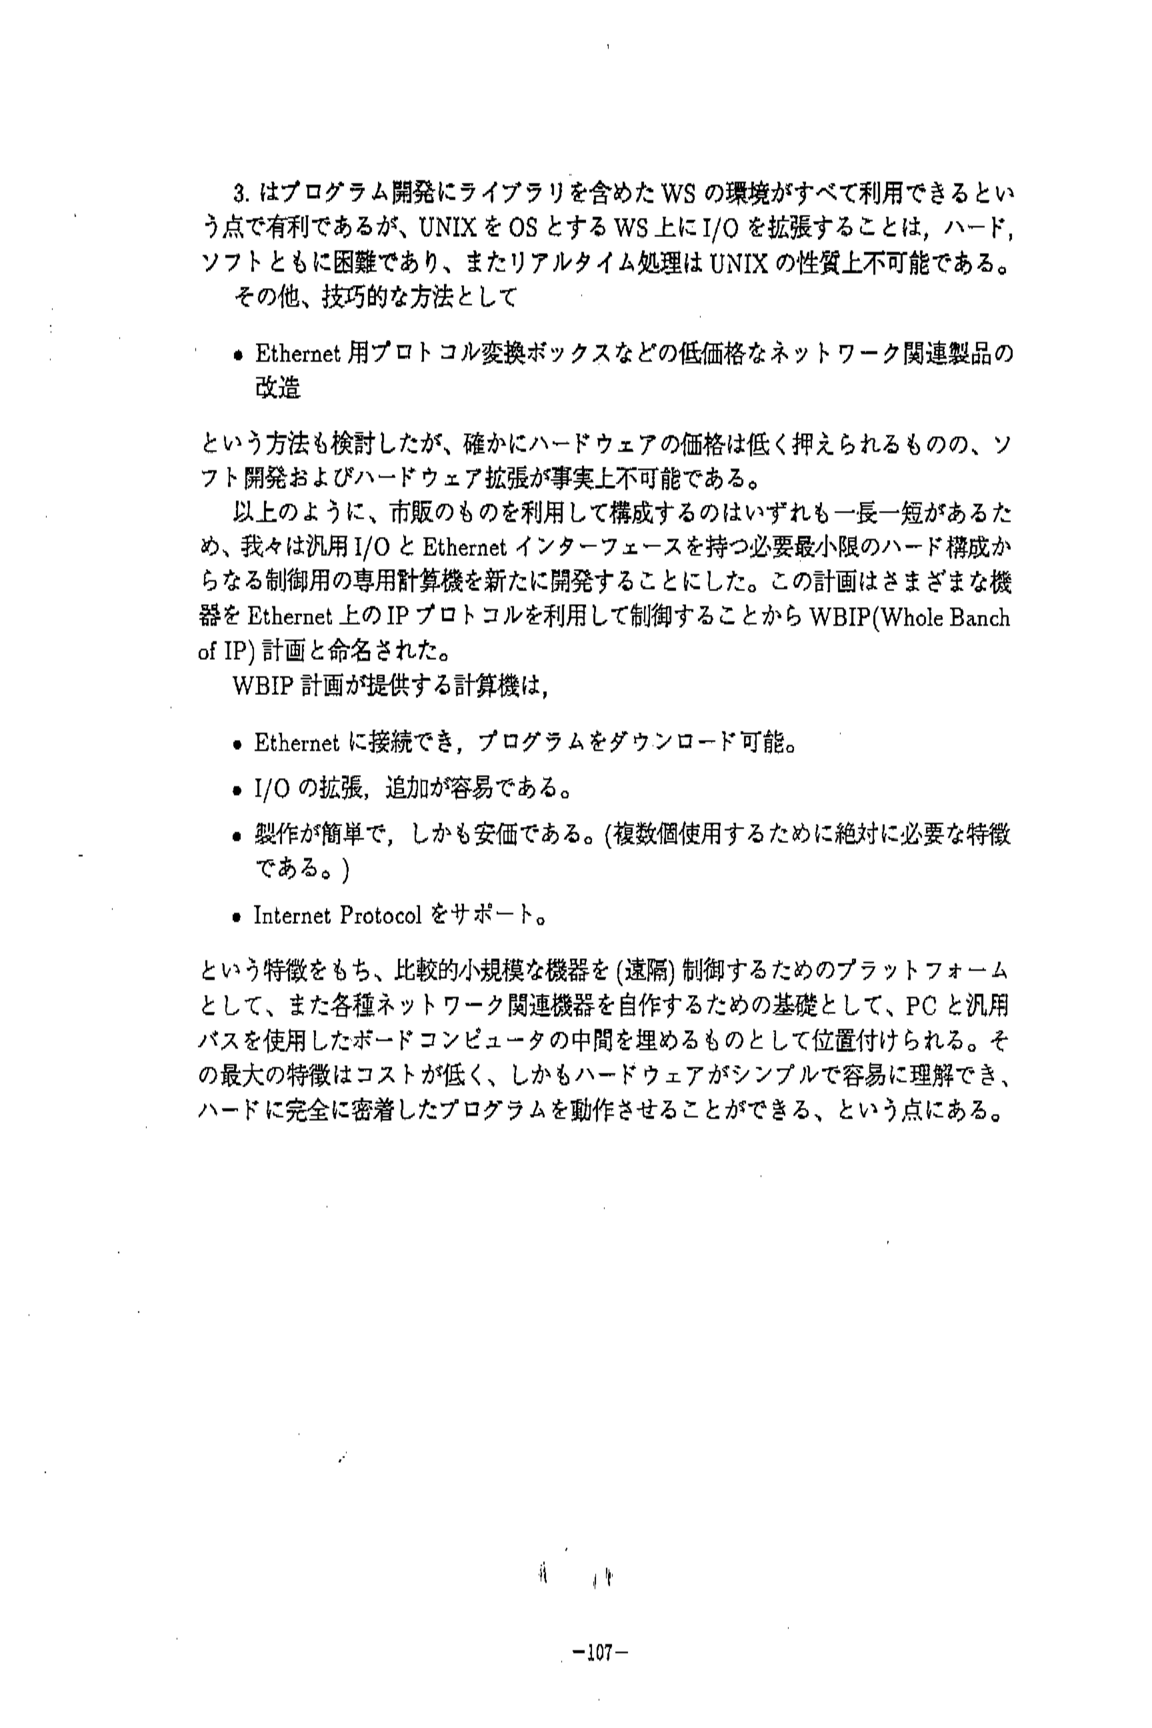 3. はプログラム開発にライブラリを含めた WS の環境がすべて利用できるとい
う点で有利であるが、UNIX を OS とする WS 上に I/O を拡張することは, ハード,
ソフトともに困難であり、またリアルタイム処理は UNIX の性質上不可能である。
その他、技巧的な方法として
• Ethernet 用プロトコル変換ボックスなどの低価格なネットワーク関連製品の
改造
という方法も検討したが、確かにハードウェアの価格は低く押えられるものの、ソ
フト開発およびハードウェア拡張が事実上不可能である。
以上のように、市販のものを利用して構成するのはいずれも一長一短があるた
め、我々は汎用 I/O と Ethernet インターフェースを持つ必要最小限のハード構成か
らなる制御用の専用計算機を新たに開発することにした。この計画はさまざまな機
器を Ethernet 上の IP プロトコルを利用して制御することから WBIP(Whole Banch
of IP) 計画と命名された。
WBIP 計画が提供する計算機は,
• Ethernet に接続でき, プログラムをダウンロード可能。
• I/O の拡張, 追加が容易である。
• 製作が簡単で, しかも安価である。(複数個使用するために絶対に必要な特徴
である。)
• Internet Protocol をサポート。
という特徴をもち、比較的小規模な機器を (遠隔) 制御するためのプラットフォーム
として、また各種ネットワーク関連機器を自作するための基礎として、PC と汎用
バスを使用したボードコンピュータの中間を埋めるものとして位置付けられる。そ
の最大の特徴はコストが低く、しかもハードウェアがシンプルで容易に理解でき、
ハードに完全に密着したプログラムを動作させることができる、という点にある。
−107−